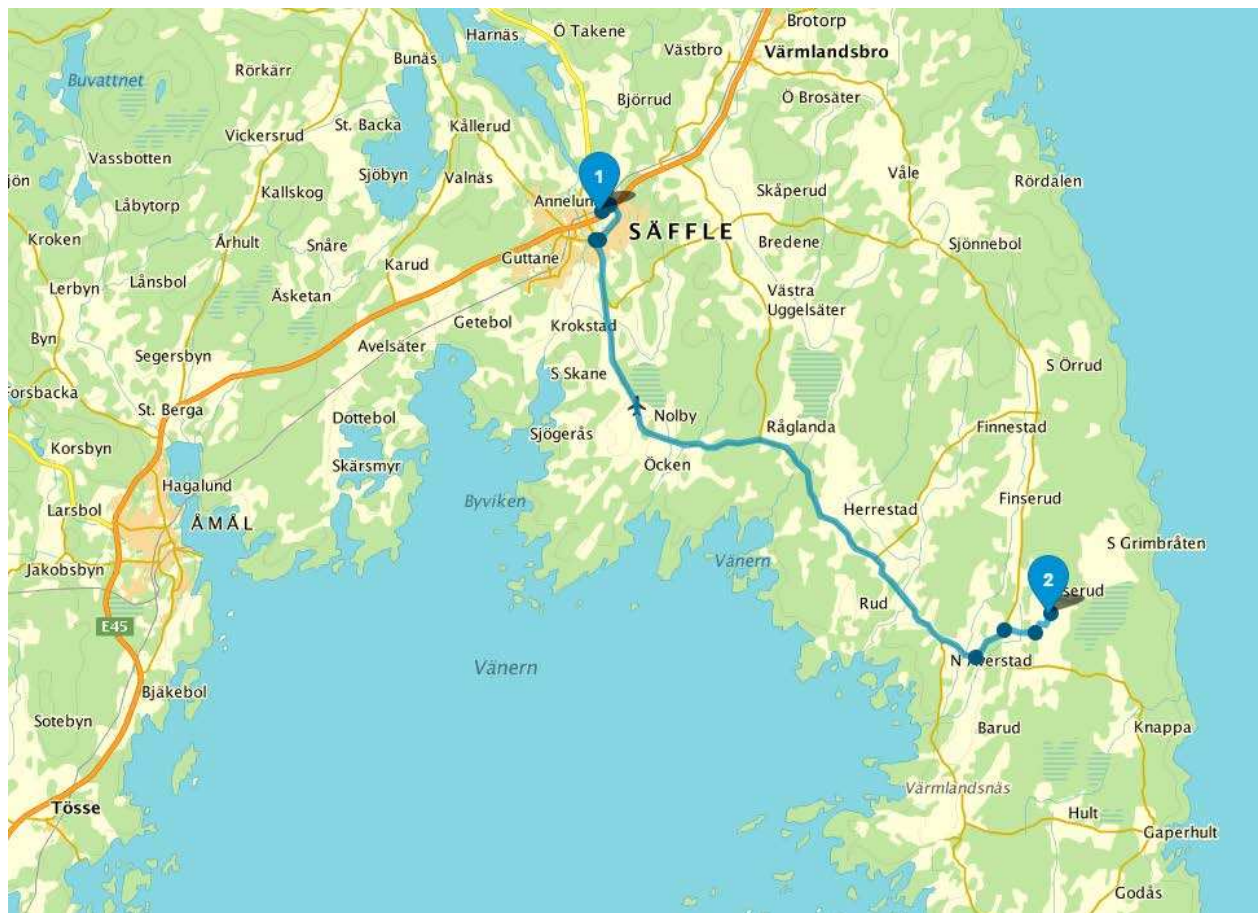 Brotorp
Harnäs
Ö Takene
Västbro
Värmlandsbro
Bunäs
Rörkärr
Buvattnet
Björrud
Ö Brosäter
St. Backa
Kållerud
Vickersrud
Vassbotten
Sjöbyn
Valnäs
1
Våle
Rördalen
Skåperud
Kallskog
Låbytorp
SÄFFLE
Kroken
Århult
Snåre
Bredene
Sjönnebol
Guttane
Karud
Lånsbol
Lerbyn
Äsketan
Västra
Uggelsäter
Getebol
Krokstad
Byn
Avelsäter
Segersbyn
S Örrud
S Skane
St. Berga
Dottebol
Nolby
Råglanda
Finnestad
Sjögerås
Korsbyn
Skärsmyr
Öcken
Hagalund
Byviken
Finserud
Larsbol
Herrestad
ÅMÅL
S Grimbråten
Vänern
Jakobsbyn
2
Rud
E45
Vänern
Bjäkebol
Sotebyn
Barud
Knappa
Värmlandsnäs
Tösse
Hult
Gaperhult
Godås